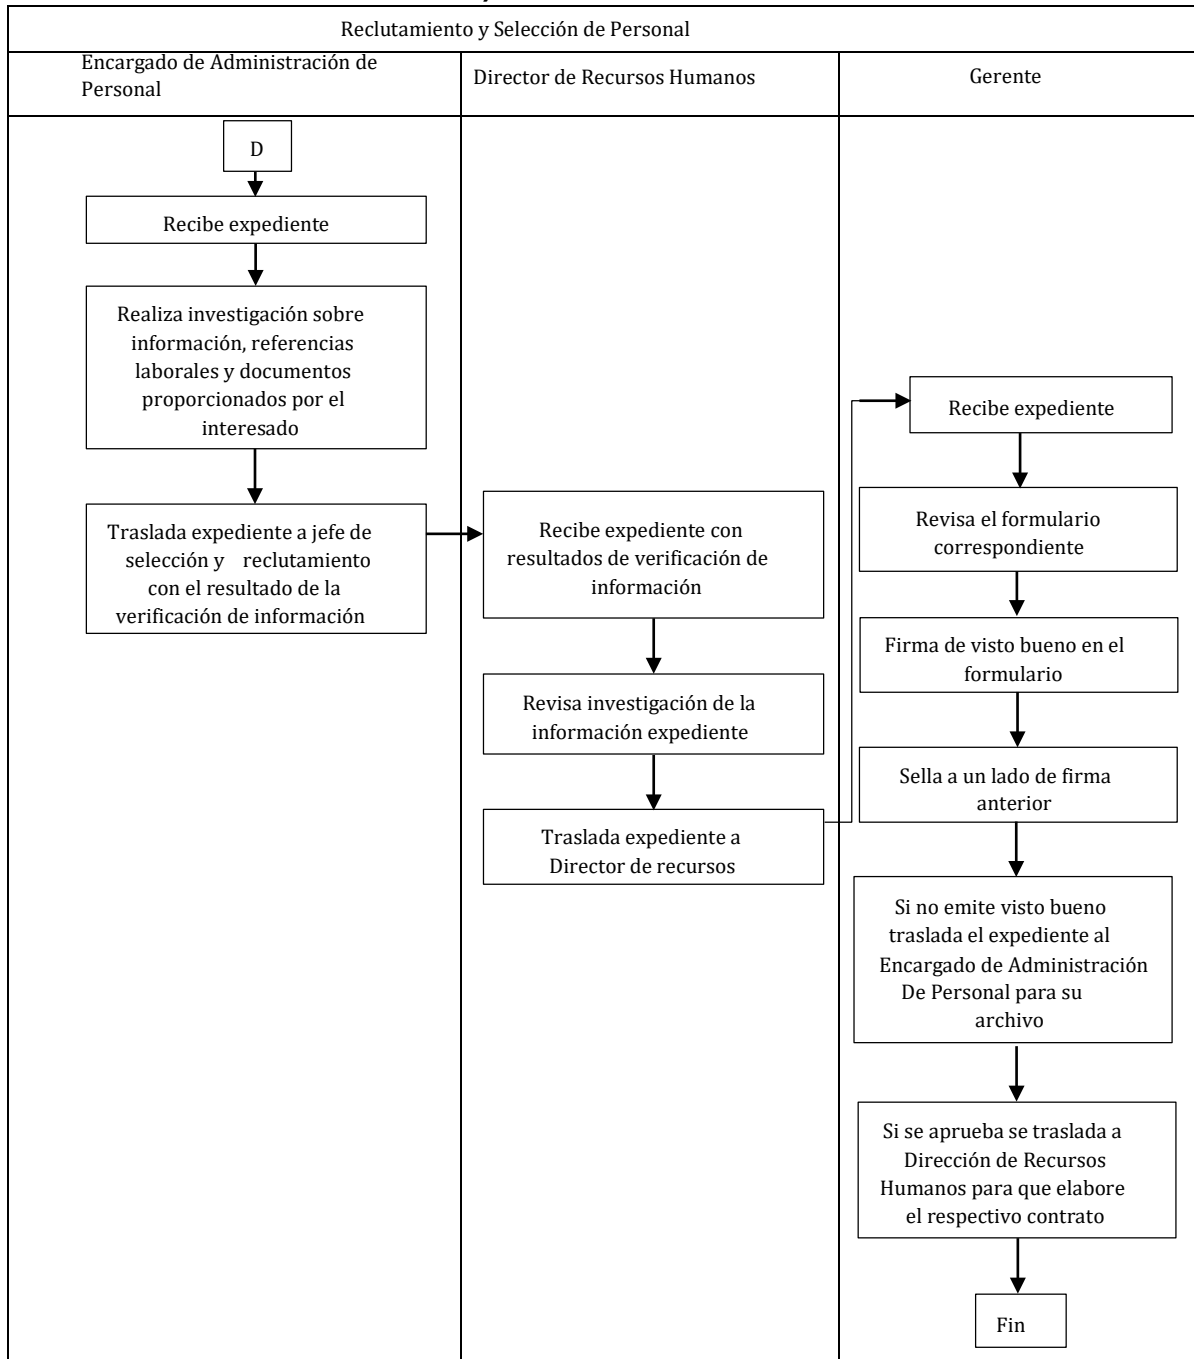 Reclutamiento y Selección de Personal
Encargado de Administración de
Personal
Director de Recursos Humanos
Gerente
D
Recibe expediente
Realiza investigación sobre
información, referencias
laborales y documentos
proporcionados por el
interesado
Traslada expediente a jefe de
selección y reclutamiento
con el resultado de la
verificación de información
Recibe expediente con
resultados de verificación de
información
Revisa investigación de la
información expediente
Traslada expediente a
Director de recursos
Recibe expediente
Revisa el formulario
correspondiente
Firma de visto bueno en el
formulario
Sella a un lado de firma
anterior
Si no emite visto bueno
traslada el expediente al
Encargado de Administración
De Personal para su
archivo
Si se aprueba se traslada a
Dirección de Recursos
Humanos para que elabore
el respectivo contrato
Fin